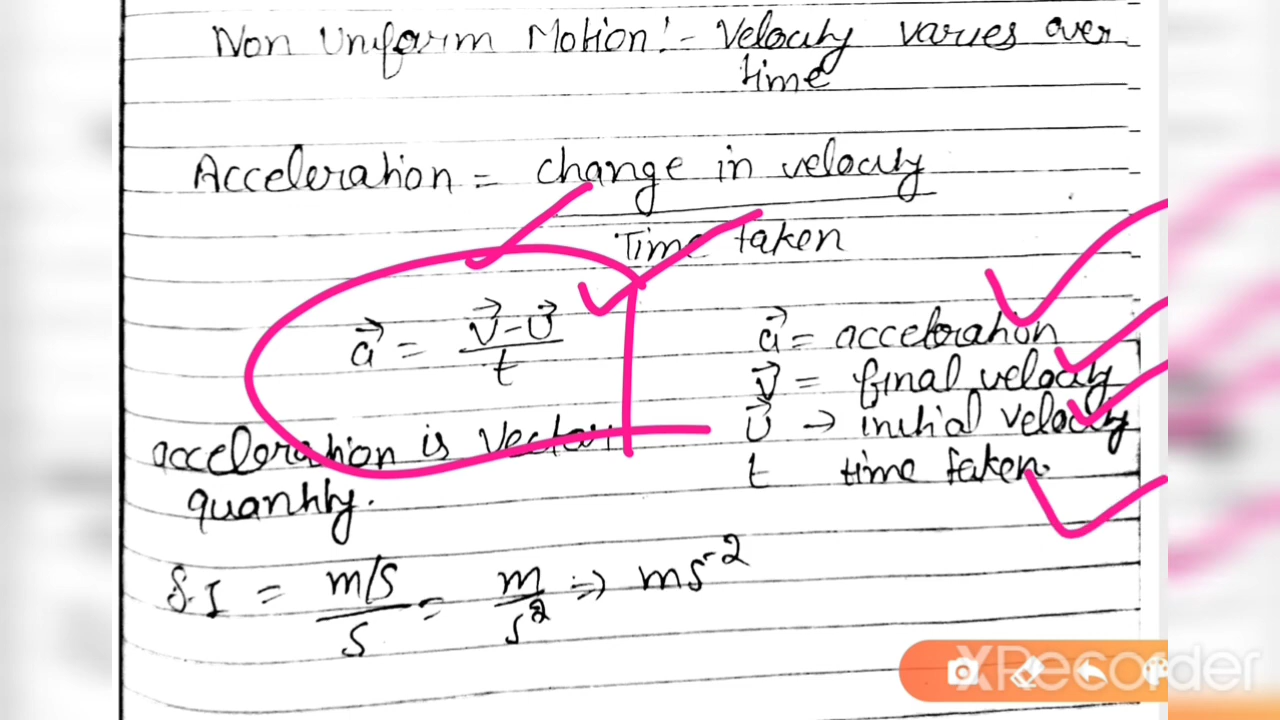 Non Uniform Motion:- Velocity varies over
time
Acceleration = change in velocity
Time taken
a⃗ = v⃗-u⃗
t
a⃗ = acceleration
v⃗ = final velocity
u⃗ → initial velocity
t time taken.
acceleration is vector
quantity.
S.I = m/s = m ⇒ ms⁻²
s s²
XRecorder